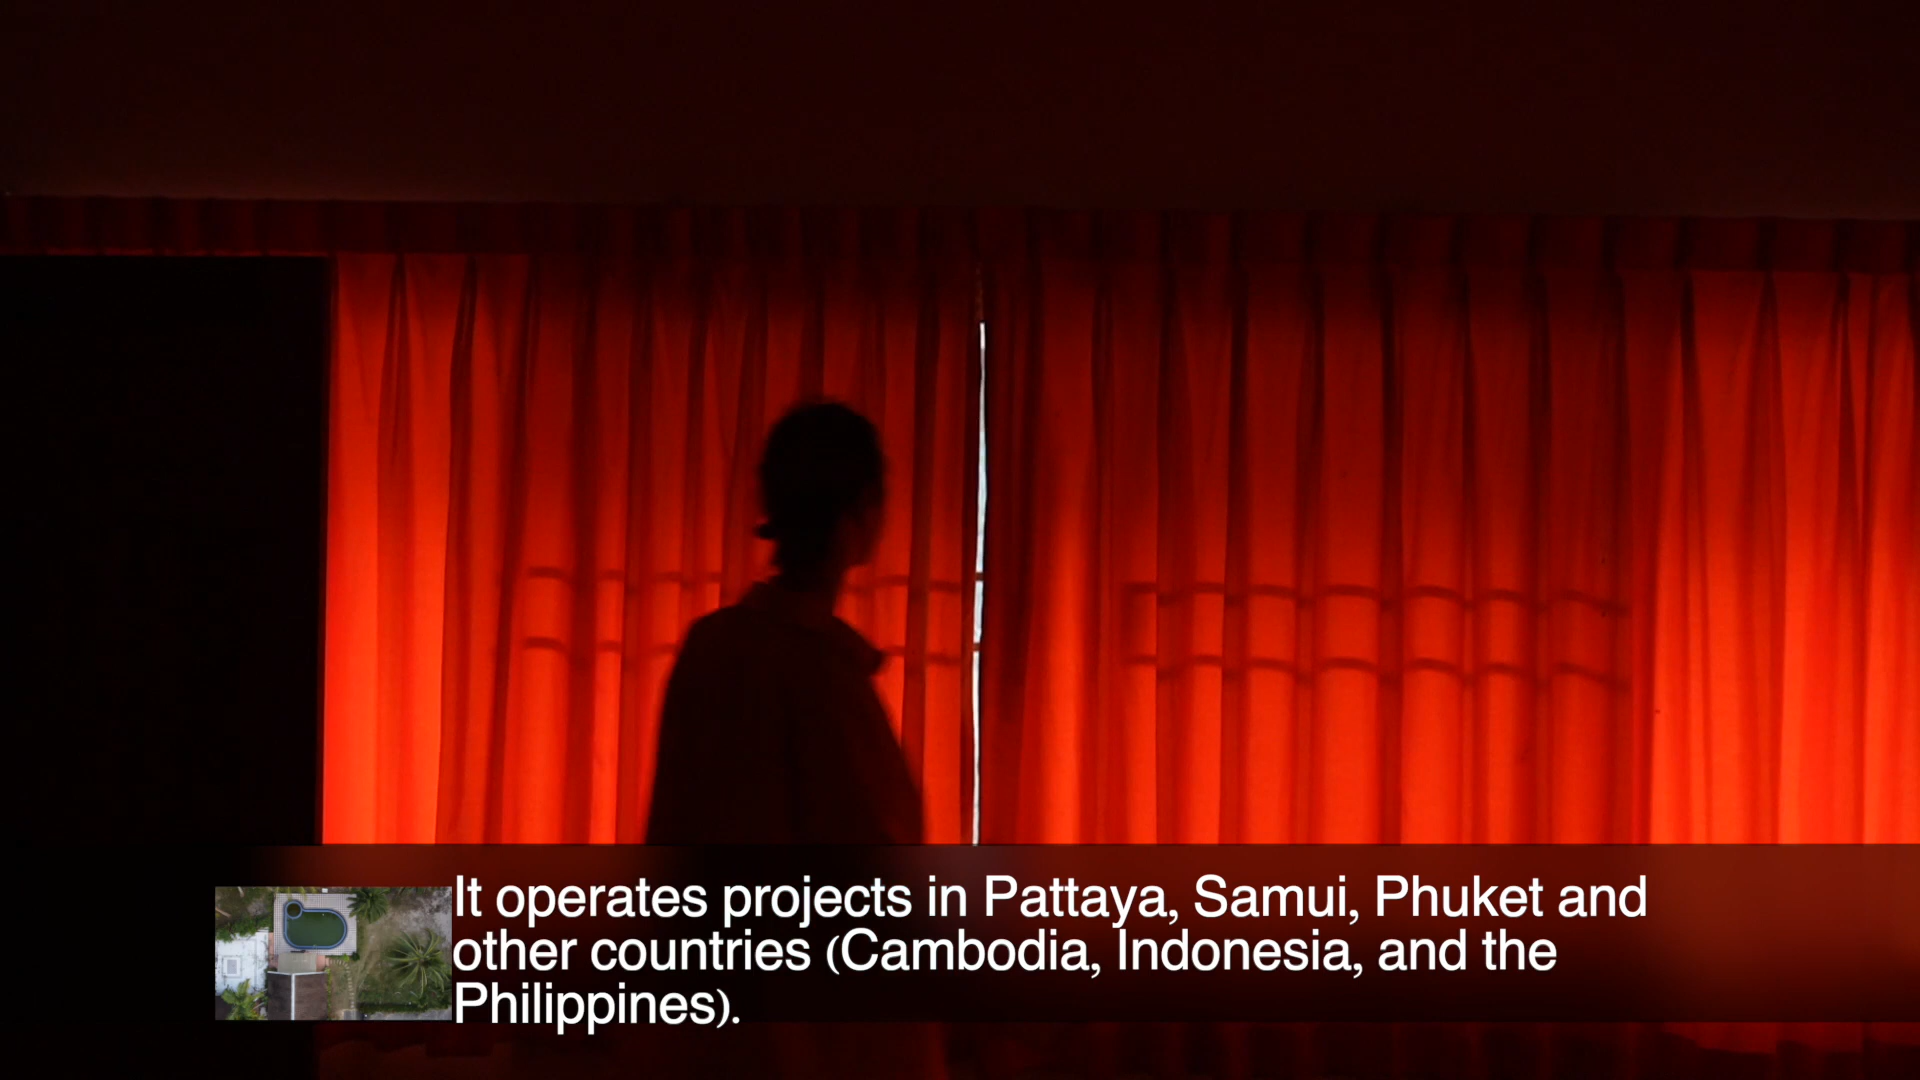 It operates projects in Pattaya, Samui, Phuket and
other countries (Cambodia, Indonesia, and the
Philippines).